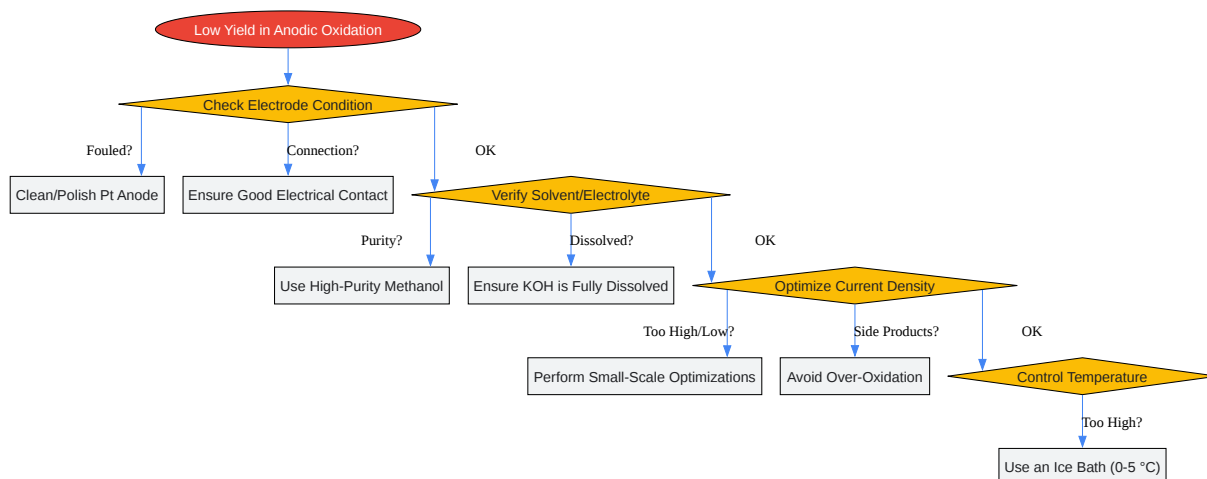 Low Yield in Anodic Oxidation
Check Electrode Condition
Fouled?
Connection?
OK
Clean/Polish Pt Anode
Ensure Good Electrical Contact
Verify Solvent/Electrolyte
Purity?
Dissolved?
OK
Use High-Purity Methanol
Ensure KOH is Fully Dissolved
Optimize Current Density
Too High/Low?
Side Products?
OK
Perform Small-Scale Optimizations
Avoid Over-Oxidation
Control Temperature
Too High?
Use an Ice Bath (0-5 °C)